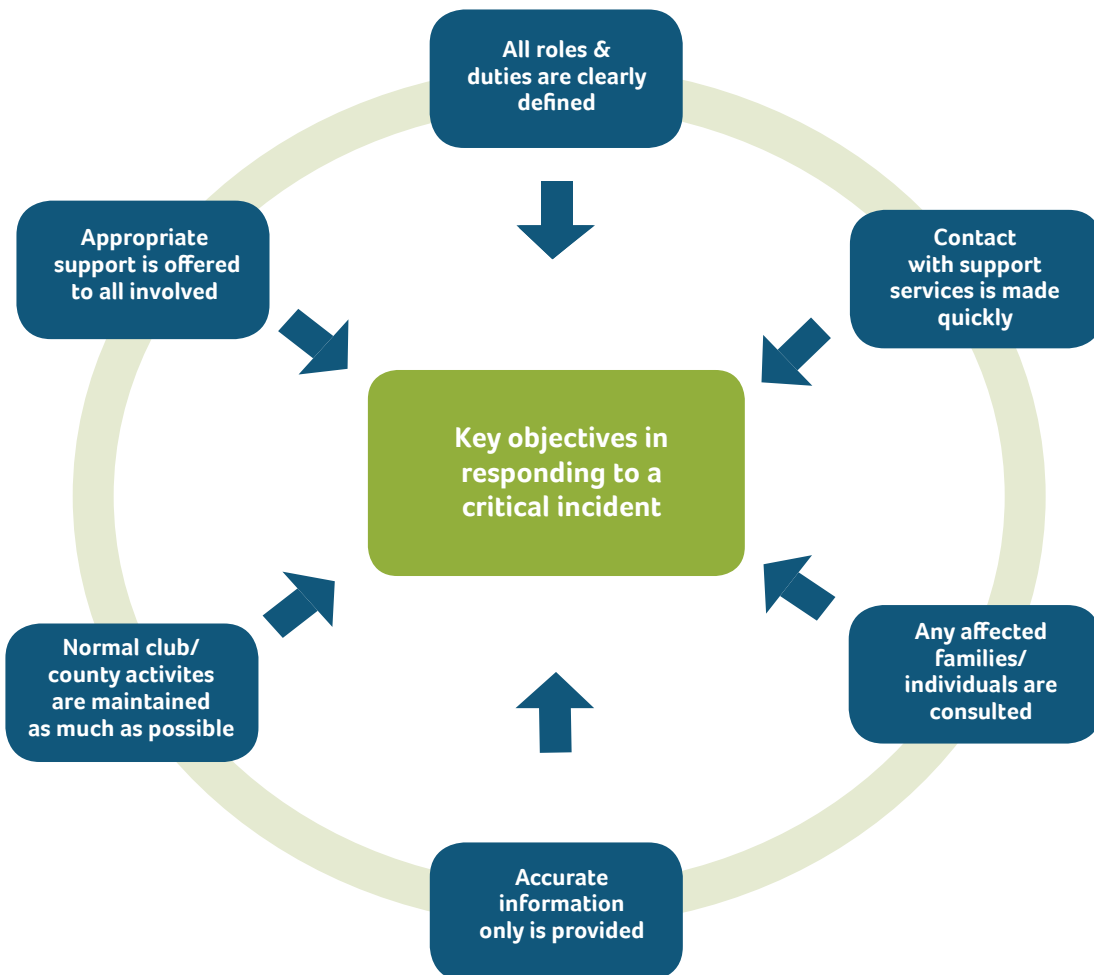 All roles &
duties are clearly
defined
Appropriate
support is offered
to all involved
Contact
with support
services is made
quickly
Key objectives in
responding to a
critical incident
Normal club/
county activites
are maintained
as much as possible
Any affected
families/
individuals are
consulted
Accurate
information
only is provided